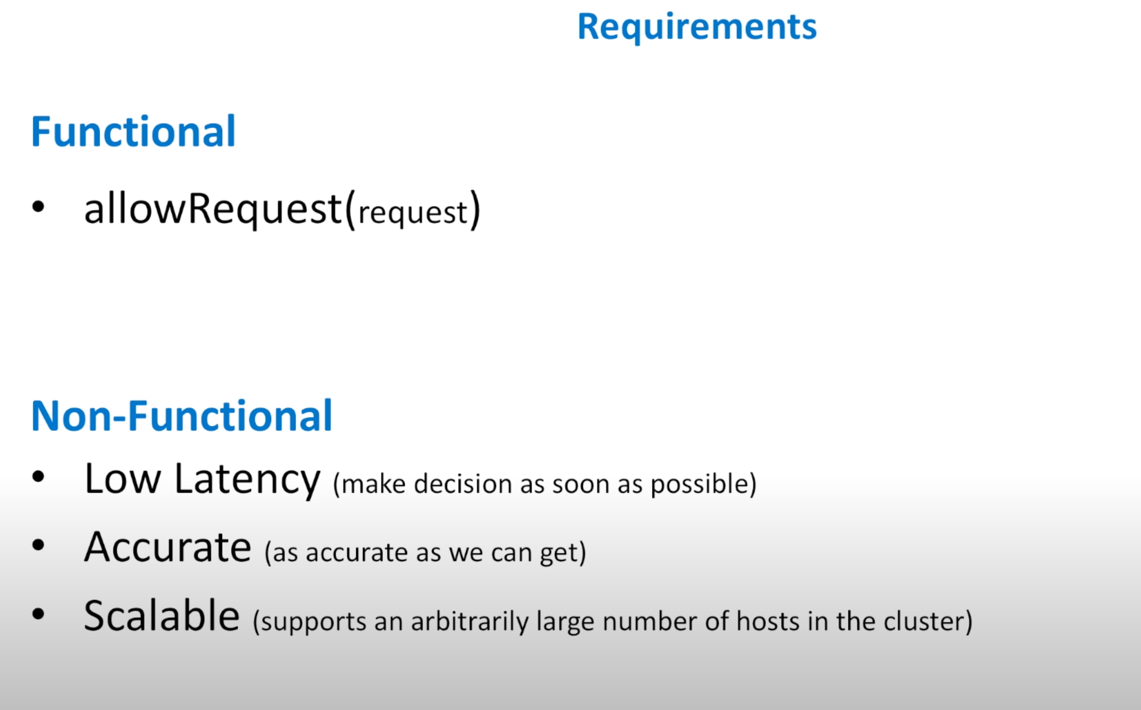 Requirements
Functional
• allowRequest(request)
Non-Functional
• Low Latency (make decision as soon as possible)
• Accurate (as accurate as we can get)
• Scalable (supports an arbitrarily large number of hosts in the cluster)